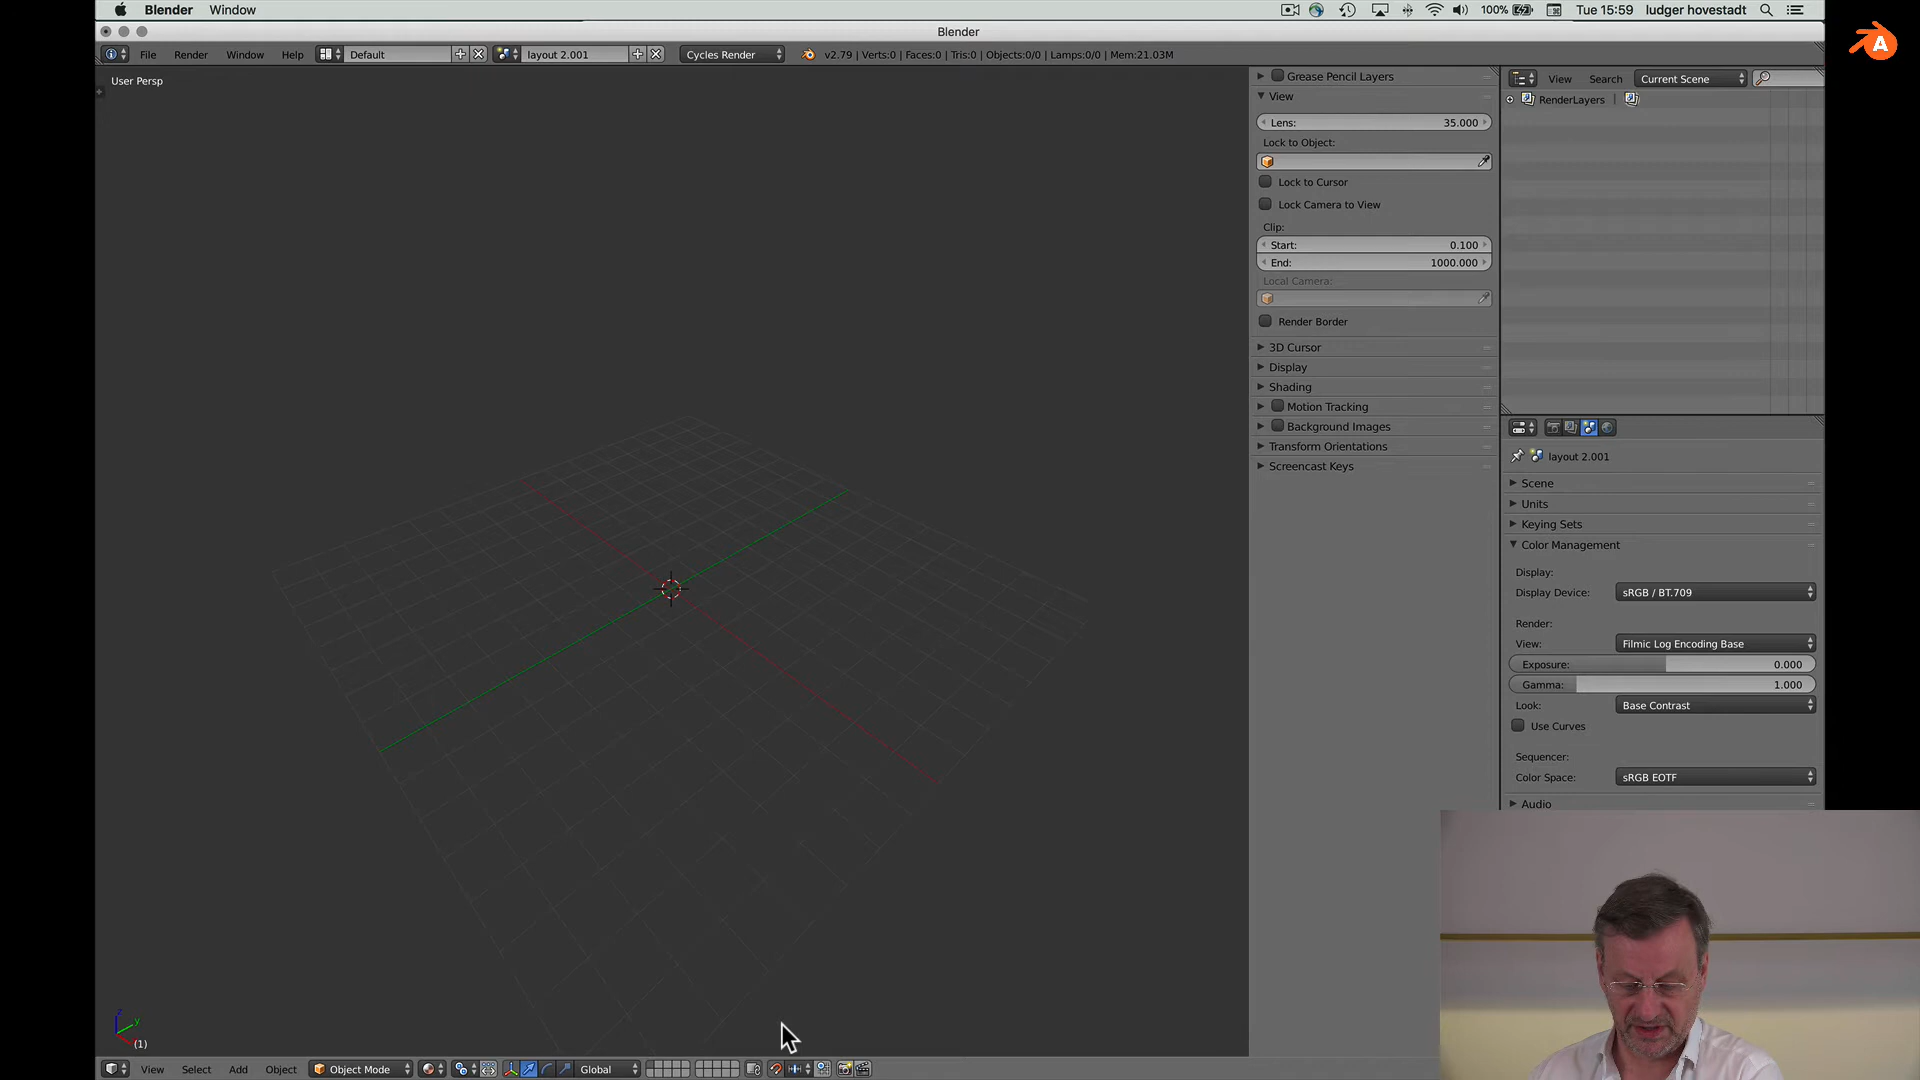 Blender Window 100% Tue 15:59 ludger hovestadt
Blender
File Render Window Help Default layout 2.001 Cycles Render v2.79 | Verts:0 | Faces:0 | Tris:0 | Objects:0/0 | Lamps:0/0 | Mem:21.03M
A
User Persp
Grease Pencil Layers
View
Lens: 35.000
Lock to Object:
Lock to Cursor
Lock Camera to View
Clip:
Start: 0.100
End: 1000.000
Local Camera:
Render Border
3D Cursor
Display
Shading
Motion Tracking
Background Images
Transform Orientations
Screencast Keys
View Search Current Scene
RenderLayers |
layout 2.001
Scene
Units
Keying Sets
Color Management
Display:
Display Device: sRGB / BT.709
Render:
View: Filmic Log Encoding Base
Exposure: 0.000
Gamma: 1.000
Look: Base Contrast
Use Curves
Sequencer:
Color Space: sRGB EOTF
Audio
z
y
(1)
View Select Add Object Object Mode Global